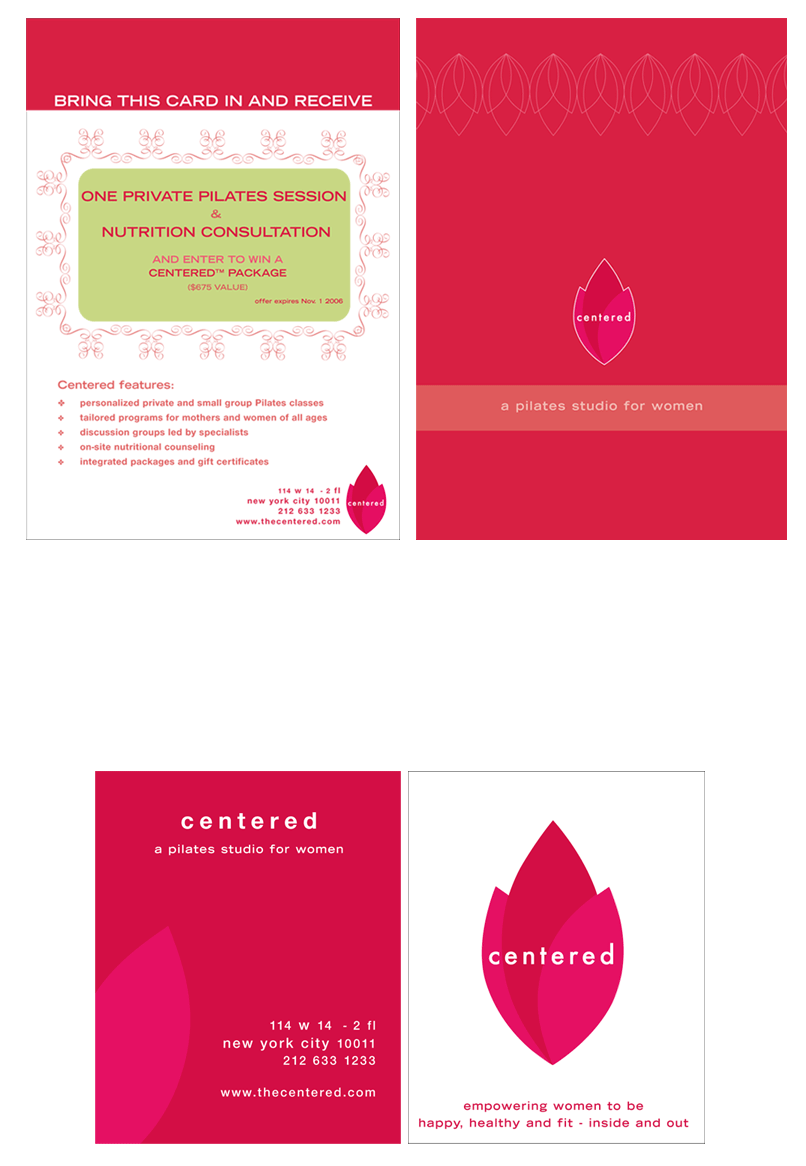 BRING THIS CARD IN AND RECEIVE
ONE PRIVATE PILATES SESSION
&
NUTRITION CONSULTATION
AND ENTER TO WIN A
CENTERED™ PACKAGE
($675 VALUE)
offer expires Nov. 1 2006
Centered features:
personalized private and small group Pilates classes
tailored programs for mothers and women of all ages
discussion groups led by specialists
on-site nutritional counseling
integrated packages and gift certificates
114 w 14 - 2 fl
new york city 10011
212 633 1233
www.thecentered.com
centered
centered
a pilates studio for women
centered
a pilates studio for women
114 w 14 - 2 fl
new york city 10011
212 633 1233
www.thecentered.com
centered
empowering women to be
happy, healthy and fit - inside and out